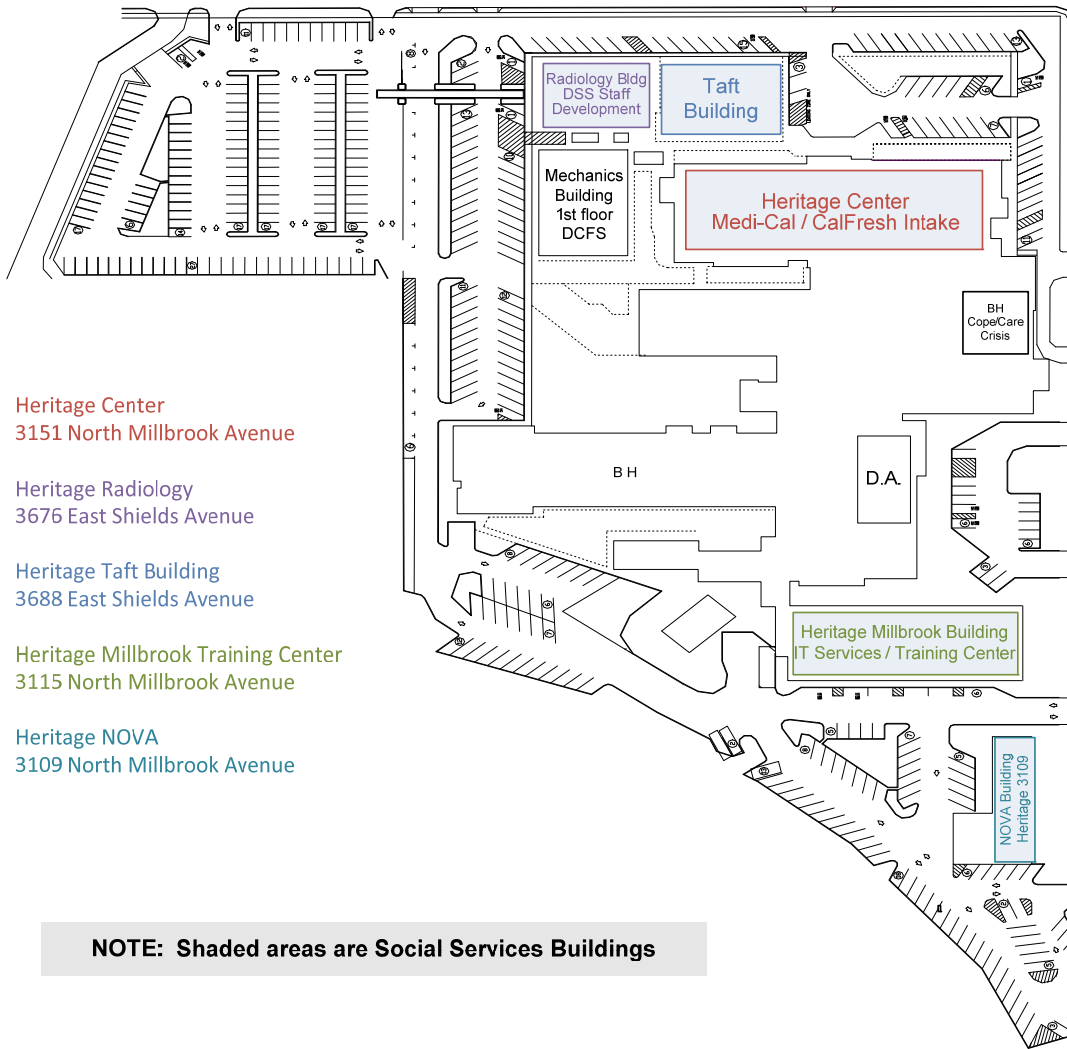 Radiology Bldg
DSS Staff
Development
Taft
Building
Mechanics
Building
1st floor
DCFS
Heritage Center
Medi-Cal / CalFresh Intake
BH
Cope/Care
Crisis
Heritage Center
3151 North Millbrook Avenue
BH
D.A.
Heritage Radiology
3676 East Shields Avenue
Heritage Taft Building
3688 East Shields Avenue
Heritage Millbrook Building
IT Services / Training Center
Heritage Millbrook Training Center
3115 North Millbrook Avenue
Heritage NOVA
3109 North Millbrook Avenue
NOVA Building
Heritage 3109
NOTE: Shaded areas are Social Services Buildings